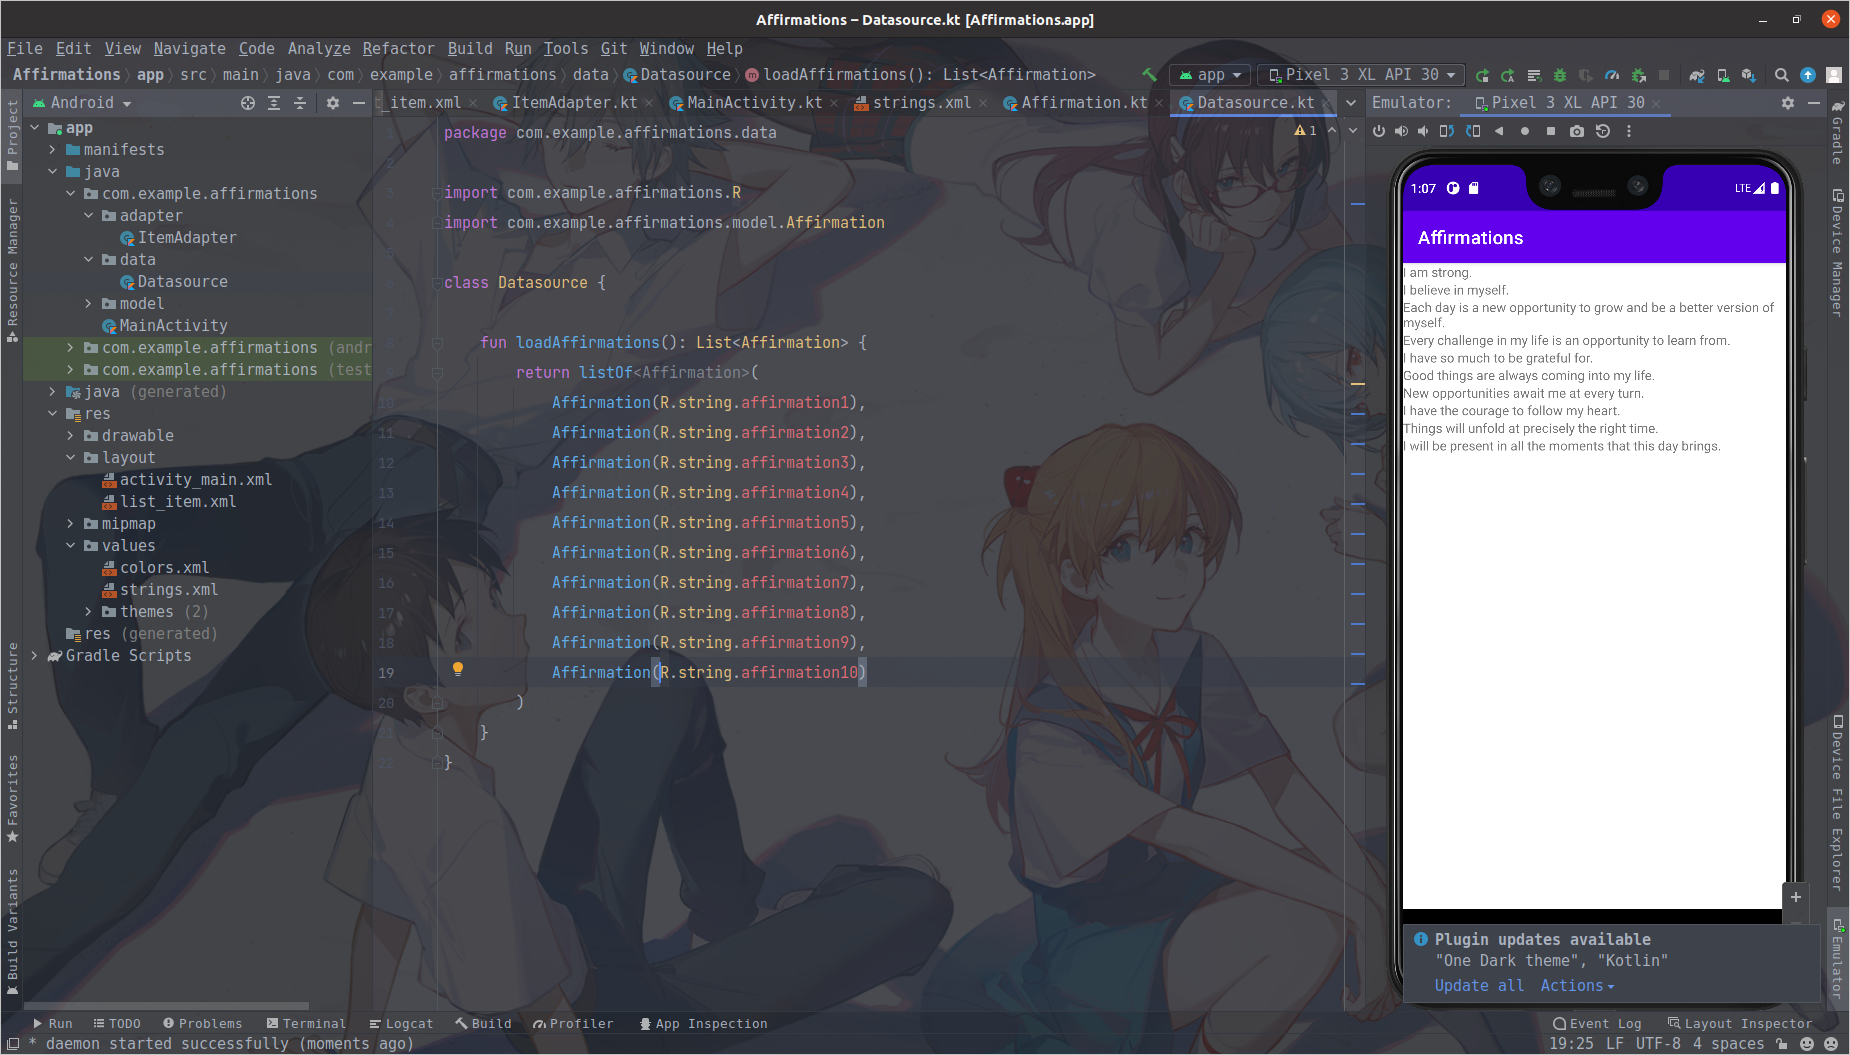 Affirmations – Datasource.kt [Affirmations.app]
File Edit View Navigate Code Analyze Refactor Build Run Tools Git Window Help
Affirmations app src main java com example affirmations data Datasource loadAffirmations(): List<Affirmation>
app Pixel 3 XL API 30
Android
t_item.xml ItemAdapter.kt MainActivity.kt strings.xml Affirmation.kt Datasource.kt
Emulator: Pixel 3 XL API 30
Project
Resource Manager
Structure
Favorites
Build Variants
app
manifests
java
com.example.affirmations
adapter
ItemAdapter
data
Datasource
model
MainActivity
com.example.affirmations (andr
com.example.affirmations (test
java (generated)
res
drawable
layout
activity_main.xml
list_item.xml
mipmap
values
colors.xml
strings.xml
themes (2)
res (generated)
Gradle Scripts
1
1 package com.example.affirmations.data
2
3 import com.example.affirmations.R
4 import com.example.affirmations.model.Affirmation
5
6 class Datasource {
7
8 fun loadAffirmations(): List<Affirmation> {
9 return listOf<Affirmation>(
10 Affirmation(R.string.affirmation1),
11 Affirmation(R.string.affirmation2),
12 Affirmation(R.string.affirmation3),
13 Affirmation(R.string.affirmation4),
14 Affirmation(R.string.affirmation5),
15 Affirmation(R.string.affirmation6),
16 Affirmation(R.string.affirmation7),
17 Affirmation(R.string.affirmation8),
18 Affirmation(R.string.affirmation9),
19 Affirmation(R.string.affirmation10)
20 )
21 }
22 }
1:07 LTE
Affirmations
I am strong.
I believe in myself.
Each day is a new opportunity to grow and be a better version of
myself.
Every challenge in my life is an opportunity to learn from.
I have so much to be grateful for.
Good things are always coming into my life.
New opportunities await me at every turn.
I have the courage to follow my heart.
Things will unfold at precisely the right time.
I will be present in all the moments that this day brings.
Gradle
Device Manager
Device File Explorer
Emulator
Plugin updates available
"One Dark theme", "Kotlin"
Update all Actions
Run TODO Problems Terminal Logcat Build Profiler App Inspection Event Log Layout Inspector
* daemon started successfully (moments ago) 19:25 LF UTF-8 4 spaces